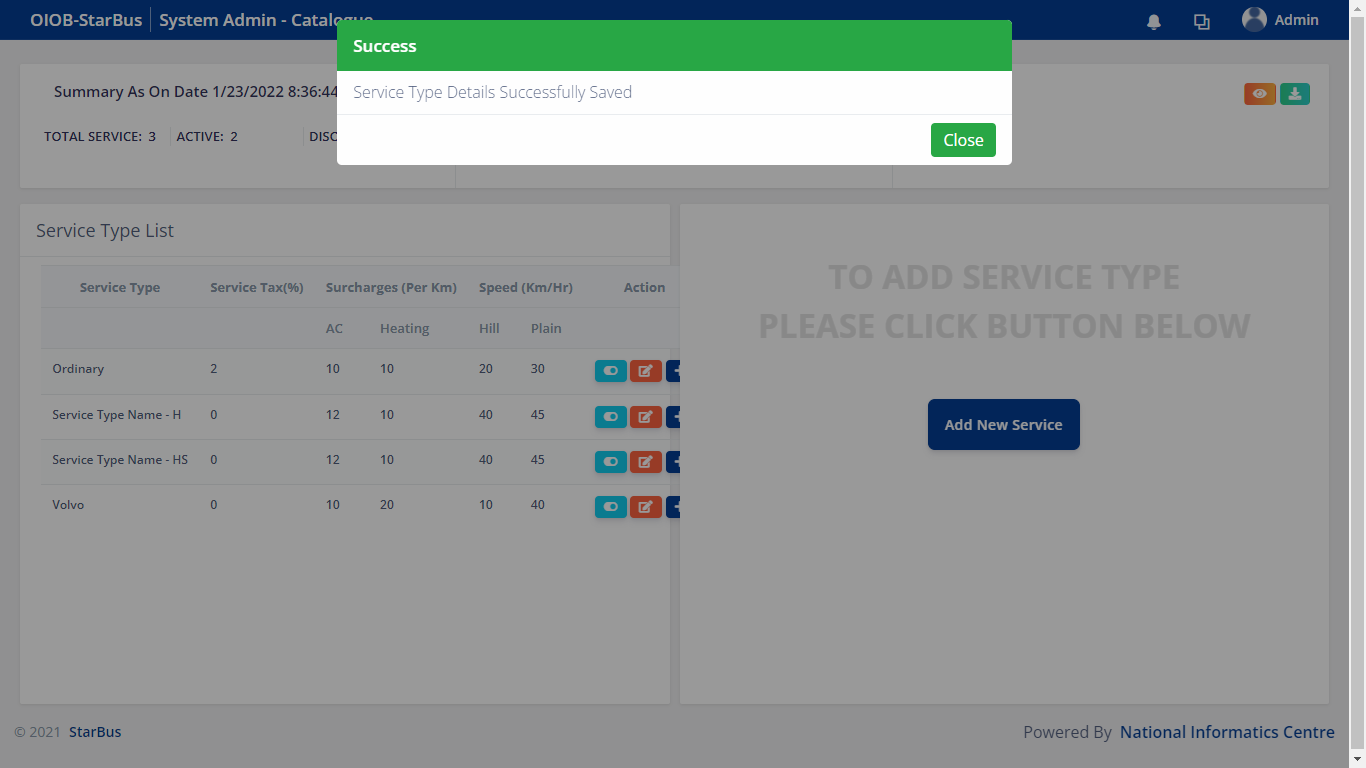 OIOB-StarBus System Admin - Catalogue
Admin
Success
Service Type Details Successfully Saved
Close
Summary As On Date 1/23/2022 8:36:44
TOTAL SERVICE: 3 ACTIVE: 2
Service Type List
Service Type Service Tax(%) Surcharges (Per Km) Speed (Km/Hr) Action
AC Heating Hill Plain
Ordinary 2 10 10 20 30
Service Type Name - H 0 12 10 40 45
Service Type Name - HS 0 12 10 40 45
Volvo 0 10 20 10 40
TO ADD SERVICE TYPE
PLEASE CLICK BUTTON BELOW
Add New Service
© 2021 StarBus
Powered By National Informatics Centre